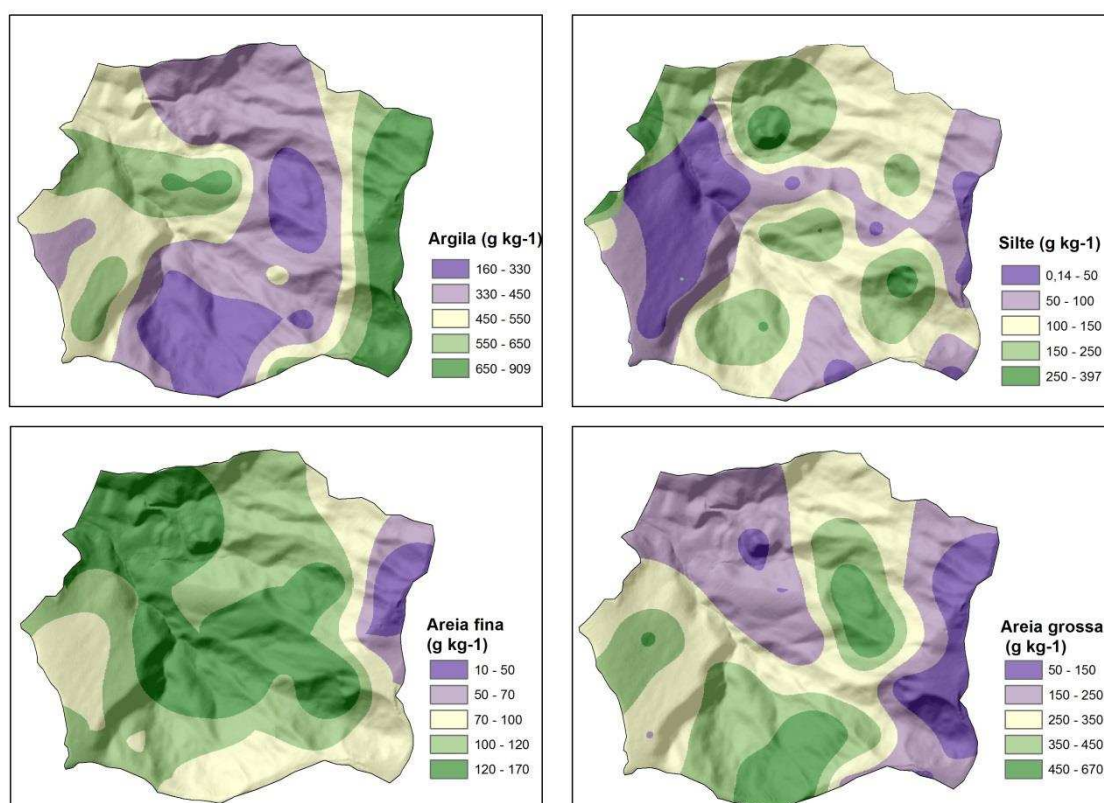 Argila (g kg-1)
160 - 330
330 - 450
450 - 550
550 - 650
650 - 909
Silte (g kg-1)
0,14 - 50
50 - 100
100 - 150
150 - 250
250 - 397
Areia fina
(g kg-1)
10 - 50
50 - 70
70 - 100
100 - 120
120 - 170
Areia grossa
(g kg-1)
50 - 150
150 - 250
250 - 350
350 - 450
450 - 670